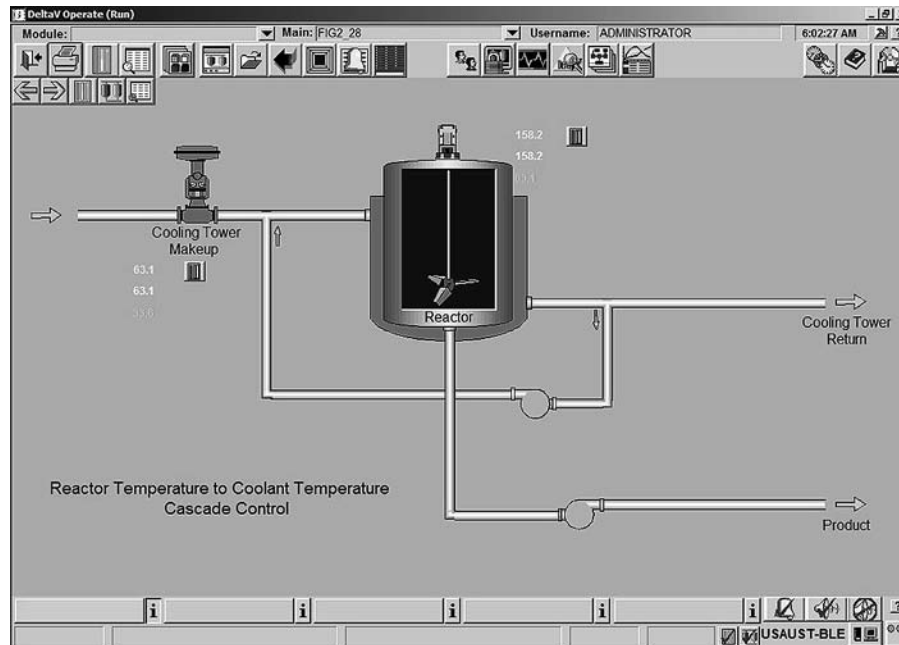 DeltaV Operate (Run)
Module: Main: FIG2_28 Username: ADMINISTRATOR 6:02:27 AM
158.2
158.2
Cooling Tower
Makeup
63.1
63.1
Reactor
Cooling Tower
Return
Reactor Temperature to Coolant Temperature
Cascade Control
Product
i i i i i
USAUST-BLE